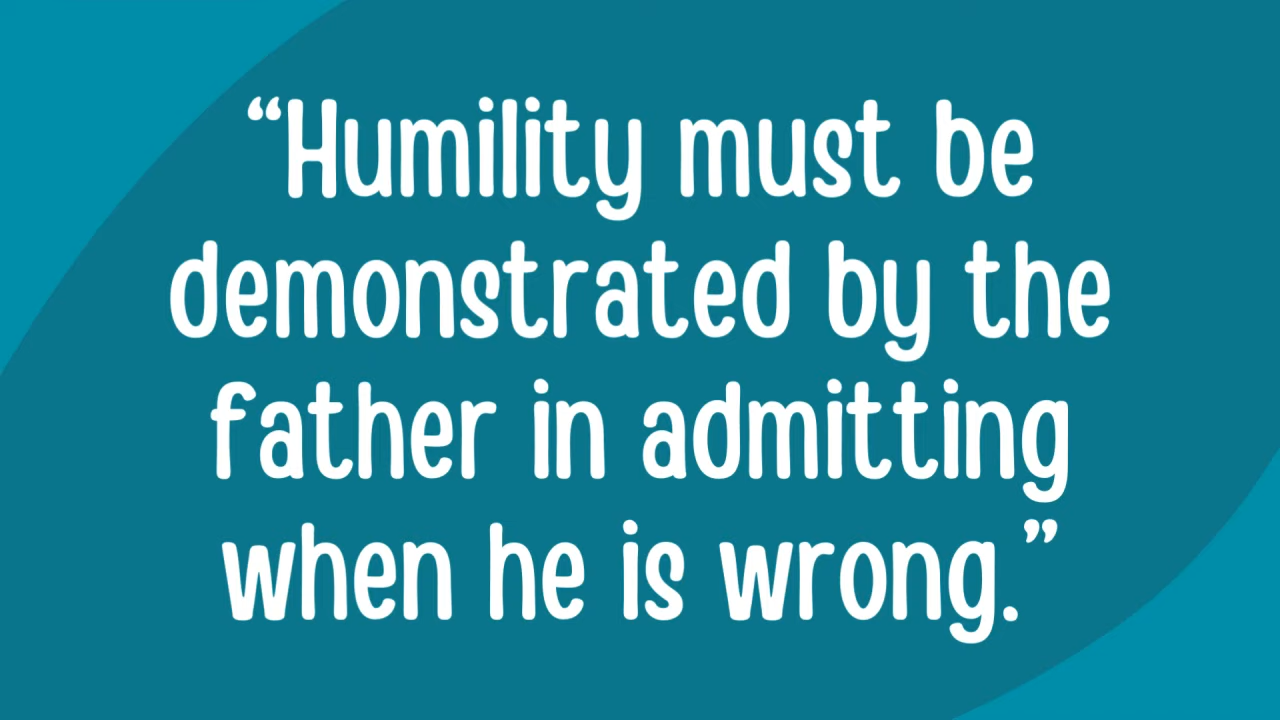 “Humility must be
demonstrated by the
father in admitting
when he is wrong.”